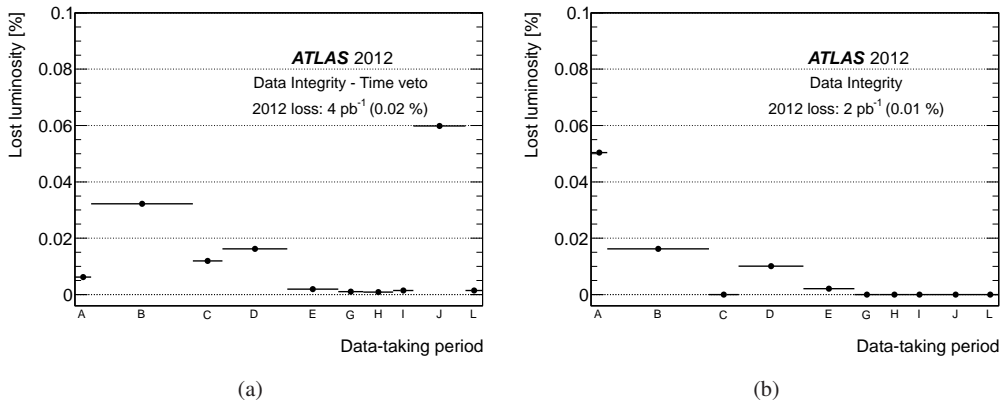 Lost luminosity [%]
0.1
0.08
0.06
0.04
0.02
0
ATLAS 2012
Data Integrity - Time veto
2012 loss: 4 pb⁻¹ (0.02 %)
A B C D E G H I J L
Data-taking period
(a)
Lost luminosity [%]
0.1
0.08
0.06
0.04
0.02
0
ATLAS 2012
Data Integrity
2012 loss: 2 pb⁻¹ (0.01 %)
A B C D E G H I J L
Data-taking period
(b)